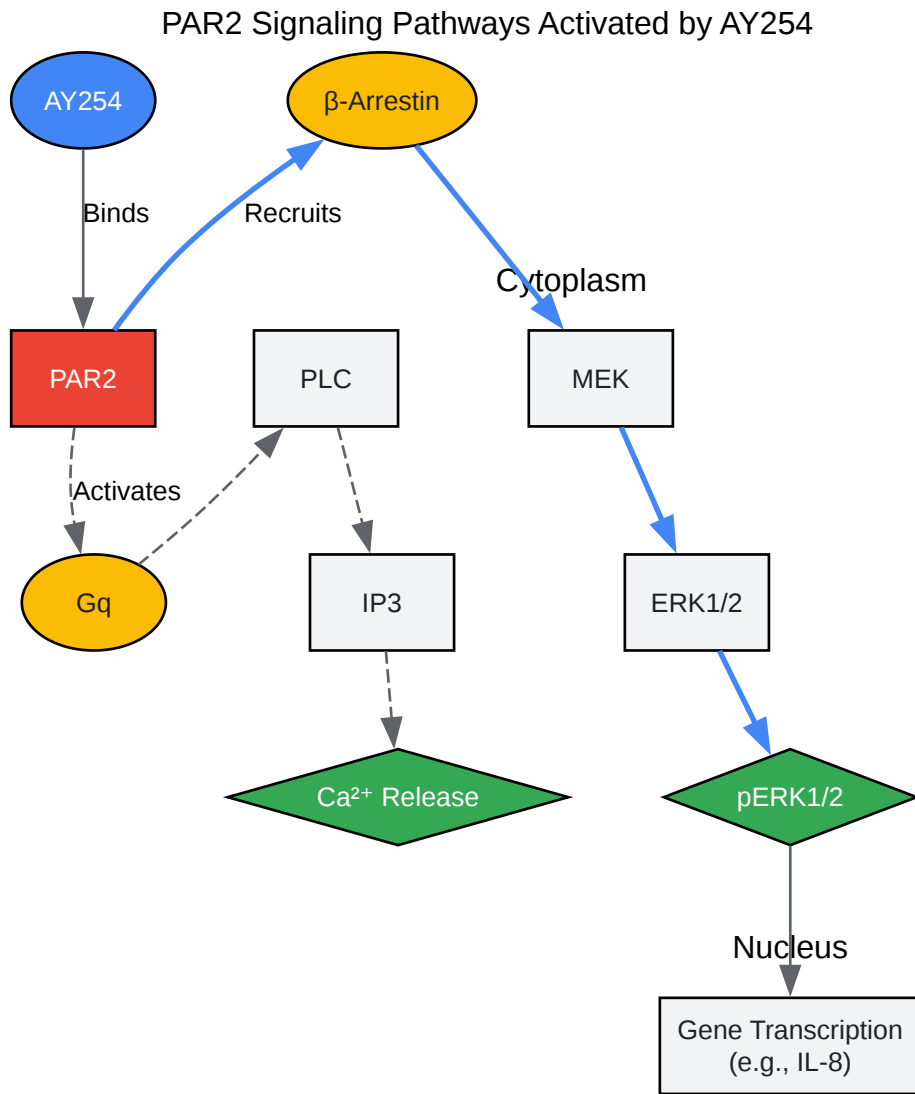 PAR2 Signaling Pathways Activated by AY254
AY254
β-Arrestin
Binds
Recruits
Cytoplasm
PAR2
PLC
MEK
Activates
Gq
IP3
ERK1/2
Ca²⁺ Release
pERK1/2
Nucleus
Gene Transcription
(e.g., IL-8)